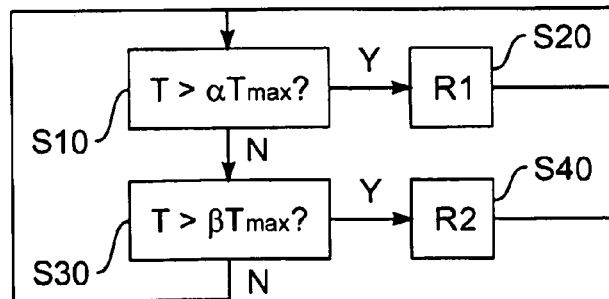 Y
S20
T > αTmax?
R1
S10
N
Y
S40
T > βTmax?
R2
S30
N